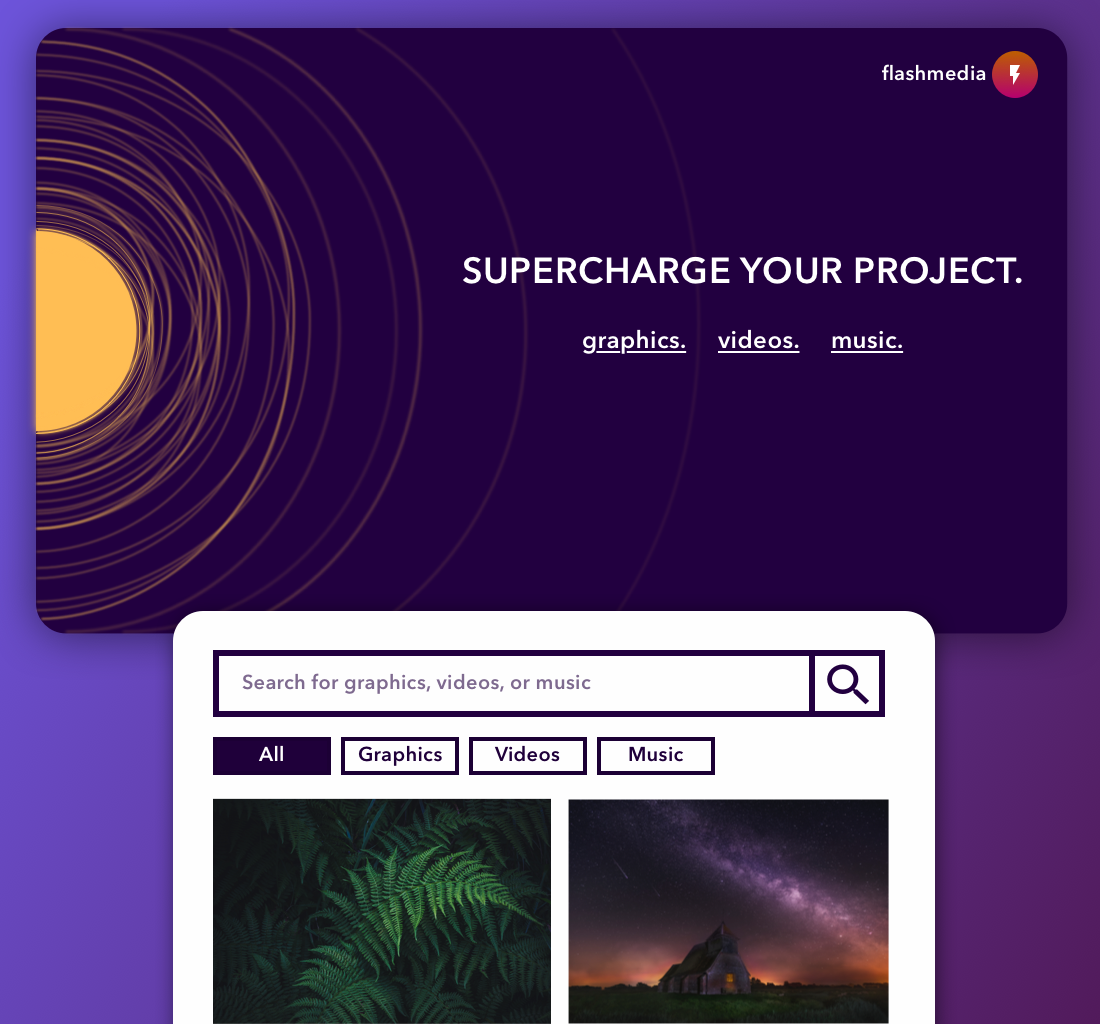 flashmedia
SUPERCHARGE YOUR PROJECT.
graphics. videos. music.
Search for graphics, videos, or music
All Graphics Videos Music